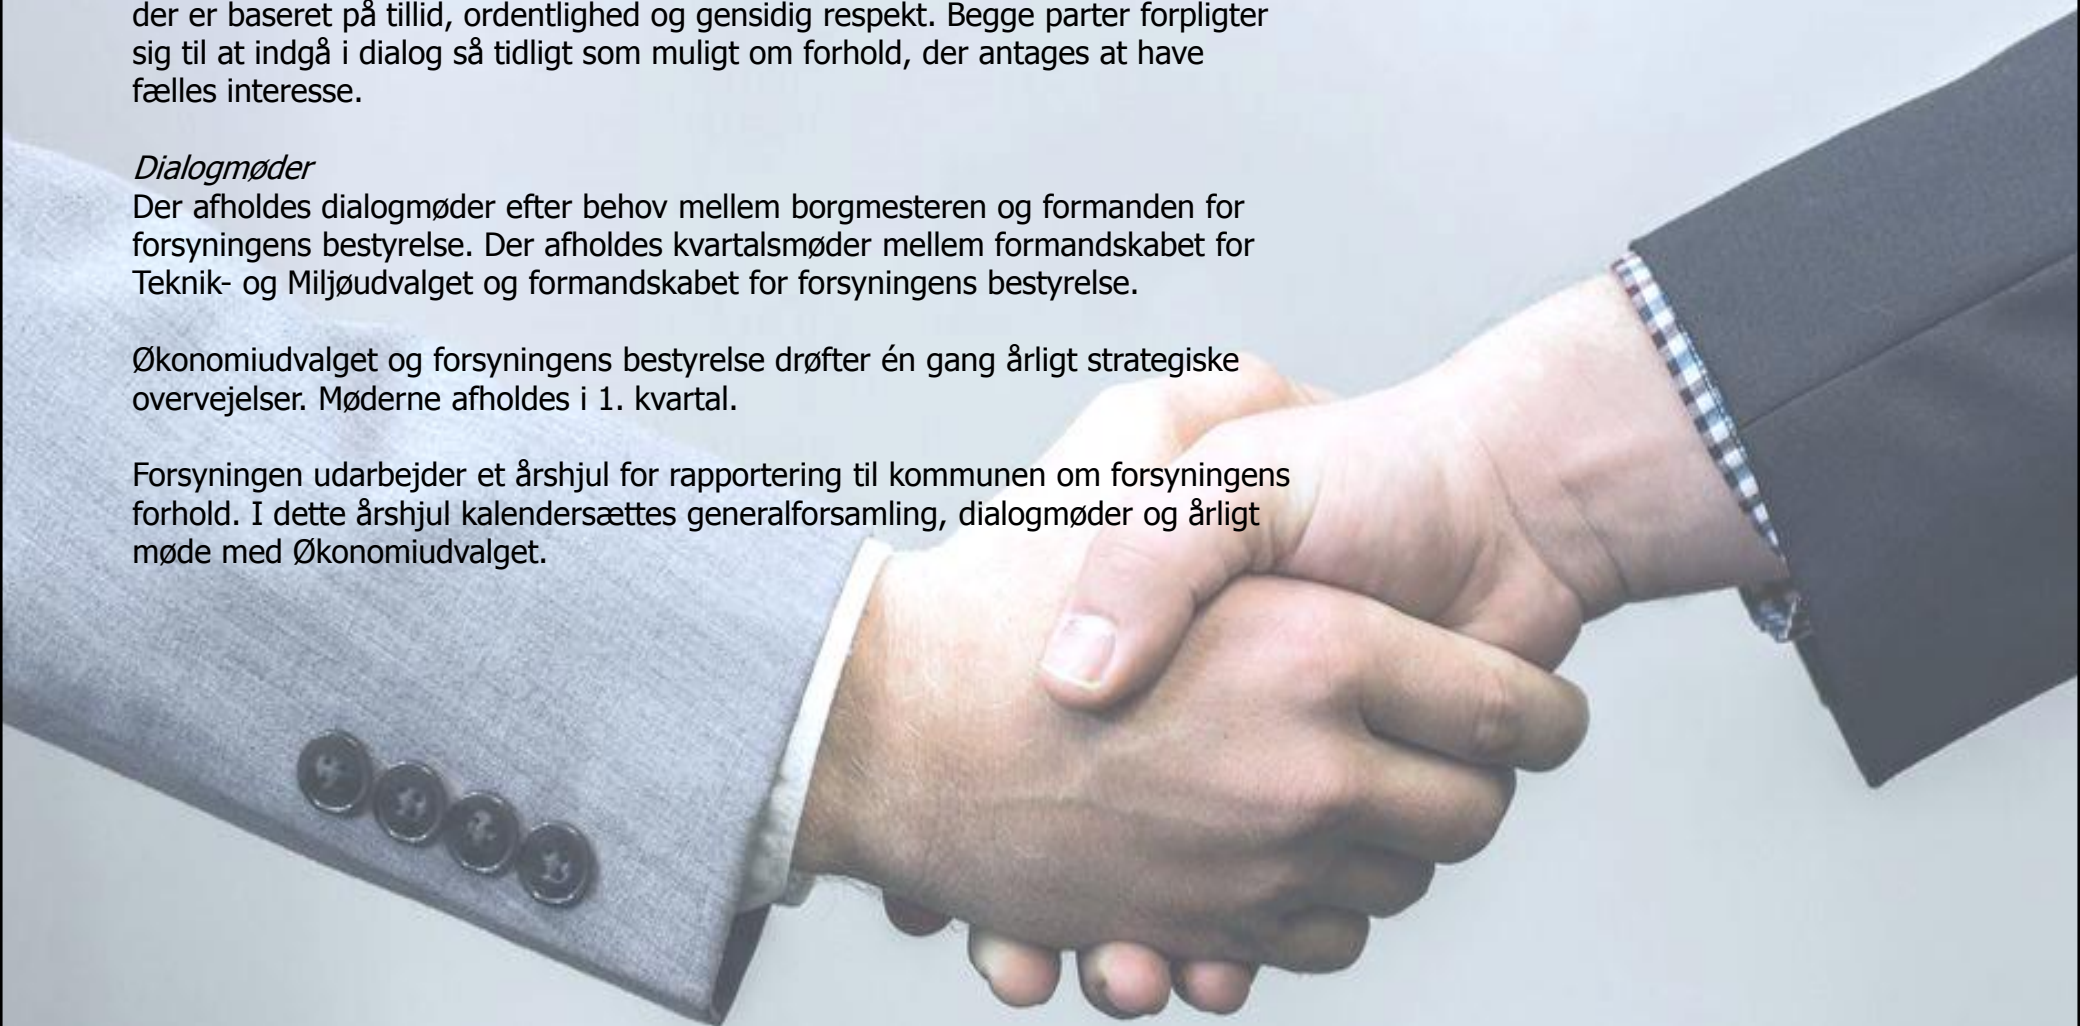 der er baseret på tillid, ordentlighed og gensidig respekt. Begge parter forpligter
sig til at indgå i dialog så tidligt som muligt om forhold, der antages at have
fælles interesse.
Dialogmøder
Der afholdes dialogmøder efter behov mellem borgmesteren og formanden for
forsyningens bestyrelse. Der afholdes kvartalsmøder mellem formandskabet for
Teknik- og Miljøudvalget og formandskabet for forsyningens bestyrelse.
Økonomiudvalget og forsyningens bestyrelse drøfter én gang årligt strategiske
overvejelser. Møderne afholdes i 1. kvartal.
Forsyningen udarbejder et årshjul for rapportering til kommunen om forsyningens
forhold. I dette årshjul kalendersættes generalforsamling, dialogmøder og årligt
møde med Økonomiudvalget.